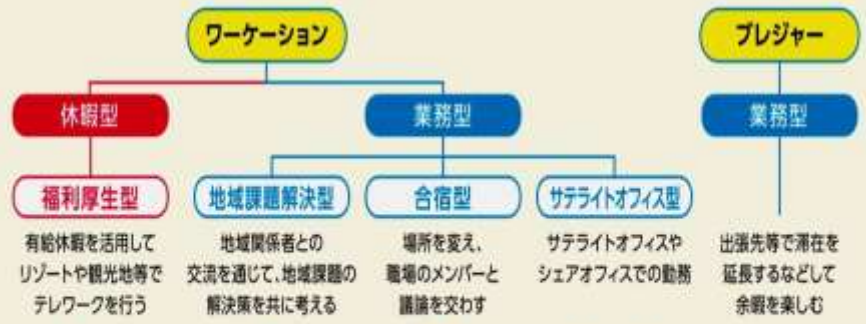 ワーケーション
ブレジャー
休暇型
業務型
業務型
福利厚生型
地域課題解決型
合宿型
サテライトオフィス型
有給休暇を活用して
リゾートや観光地等で
テレワークを行う
地域関係者との
交流を通じて、地域課題の
解決策を共に考える
場所を変え、
職場のメンバーと
議論を交わす
サテライトオフィスや
シェアオフィスでの勤務
出張先等で滞在を
延長するなどして
余暇を楽しむ